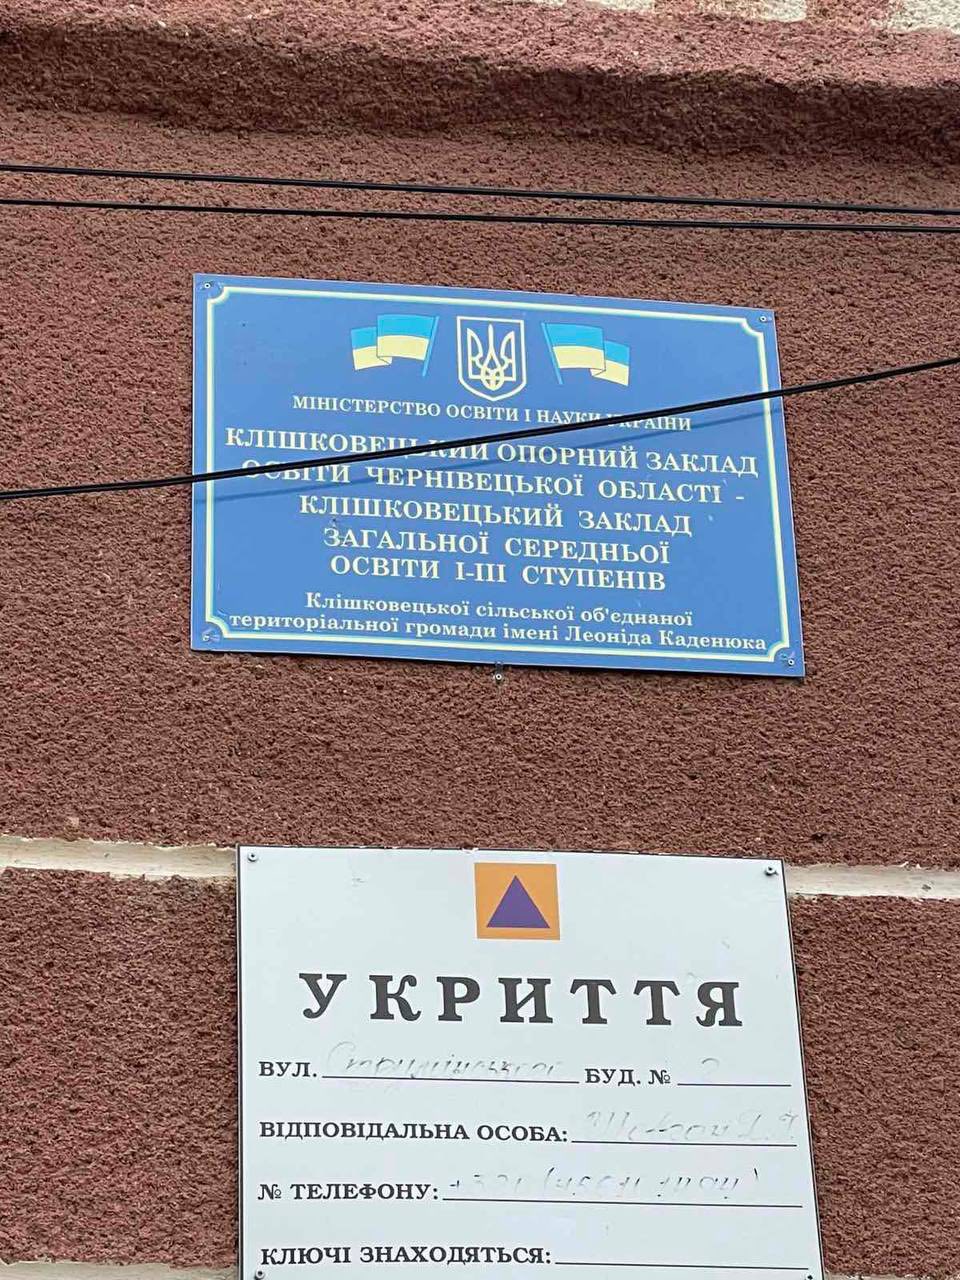 МІНІСТЕРСТВО ОСВІТИ І НАУКИ УКРАЇНИ
КЛІШКОВЕЦЬКИЙ ОПОРНИЙ ЗАКЛАД
ОСВІТИ ЧЕРНІВЕЦЬКОЇ ОБЛАСТІ -
КЛІШКОВЕЦЬКИЙ ЗАКЛАД
ЗАГАЛЬНОЇ СЕРЕДНЬОЇ
ОСВІТИ І-ІІІ СТУПЕНІВ
Клішковецької сільської об'єднаної
територіальної громади імені Леоніда Каденюка
УКРИТТЯ
ВУЛ. БУД. №
ВІДПОВІДАЛЬНА ОСОБА:
№ ТЕЛЕФОНУ:
КЛЮЧІ ЗНАХОДЯТЬСЯ: